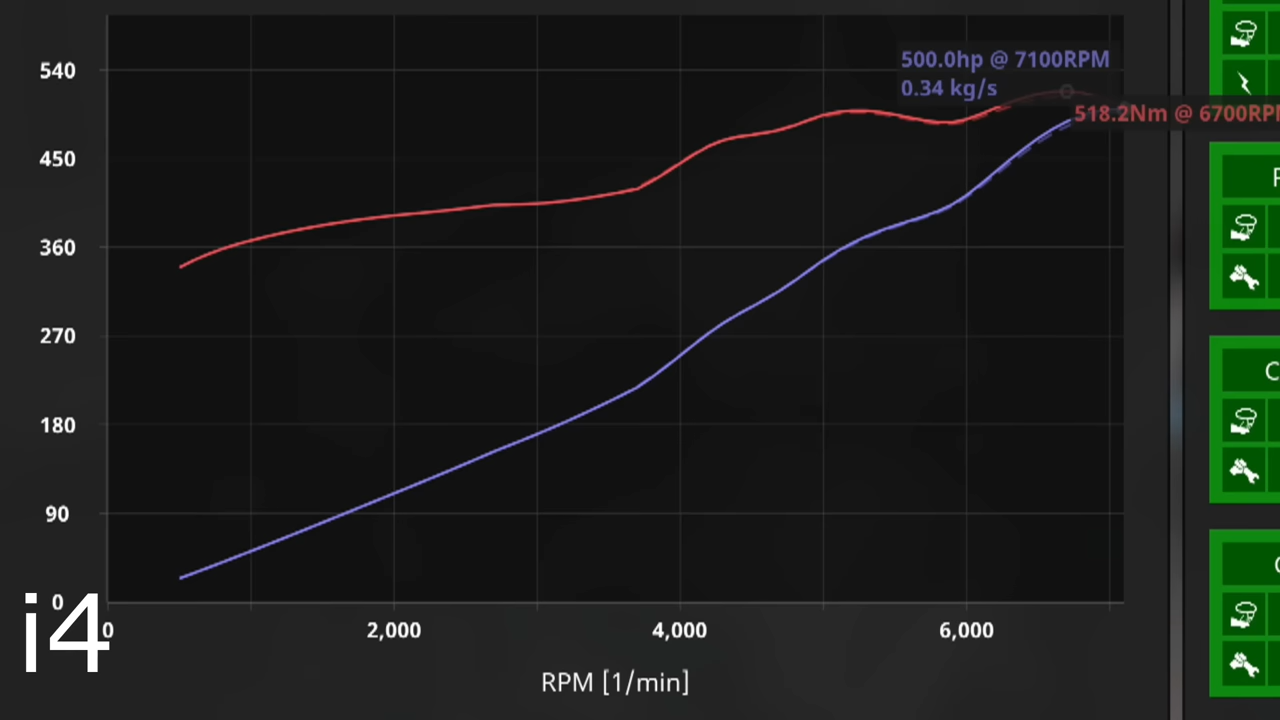 500.0hp @ 7100RPM
0.34 kg/s
518.2Nm @ 6700RP
540
450
360
270
180
90
0
0
2,000
4,000
6,000
RPM [1/min]
i4